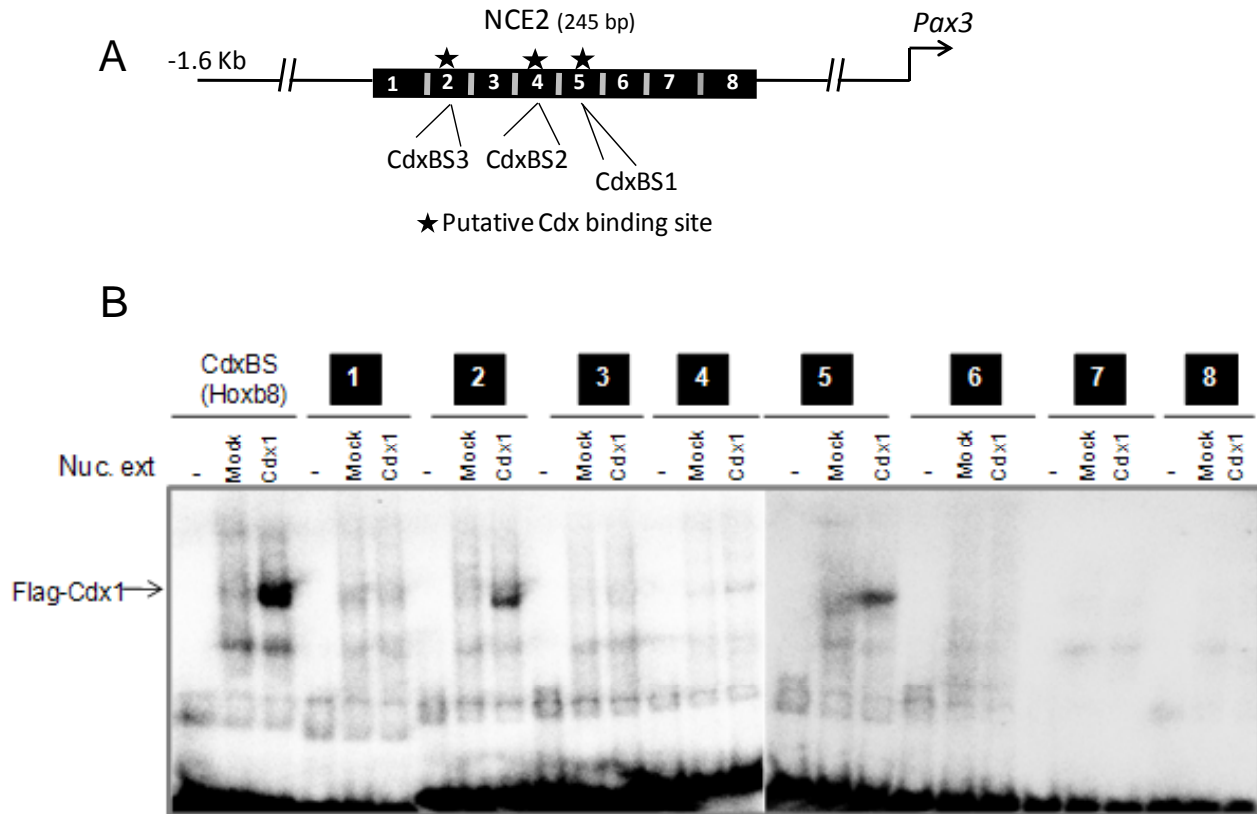 A
NCE2 (245 bp)
Pax3
-1.6 Kb
1 2 3 4 5 6 7 8
CdxBS3 CdxBS2 CdxBS1
★ Putative Cdx binding site
B
CdxBS (Hoxb8) 1 2 3 4 5 6 7 8
Nuc. ext - Mock Cdx1 - Mock Cdx1 - Mock Cdx1 - Mock Cdx1 - Mock Cdx1 - Mock Cdx1 - Mock Cdx1 - Mock Cdx1 - Mock Cdx1
Flag-Cdx1→